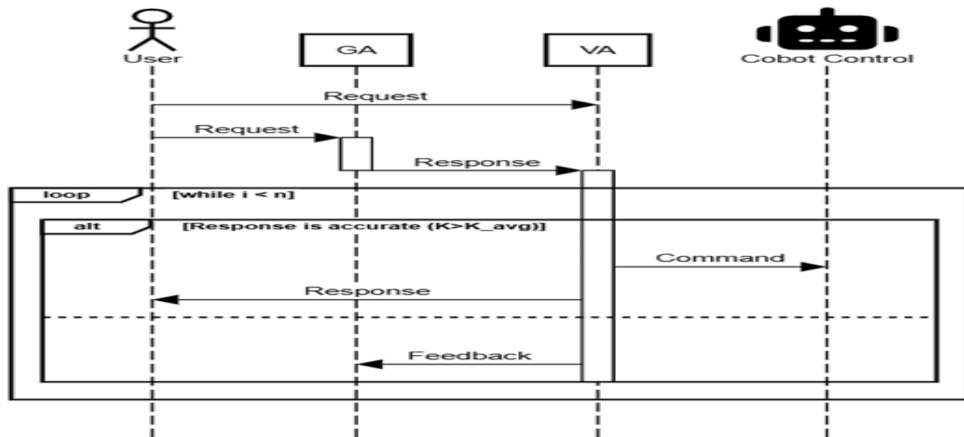 User
GA
VA
Cobot Control
Request
Request
Response
loop
[while i < n]
alt
[Response is accurate (K>K_avg)]
Command
Response
Feedback